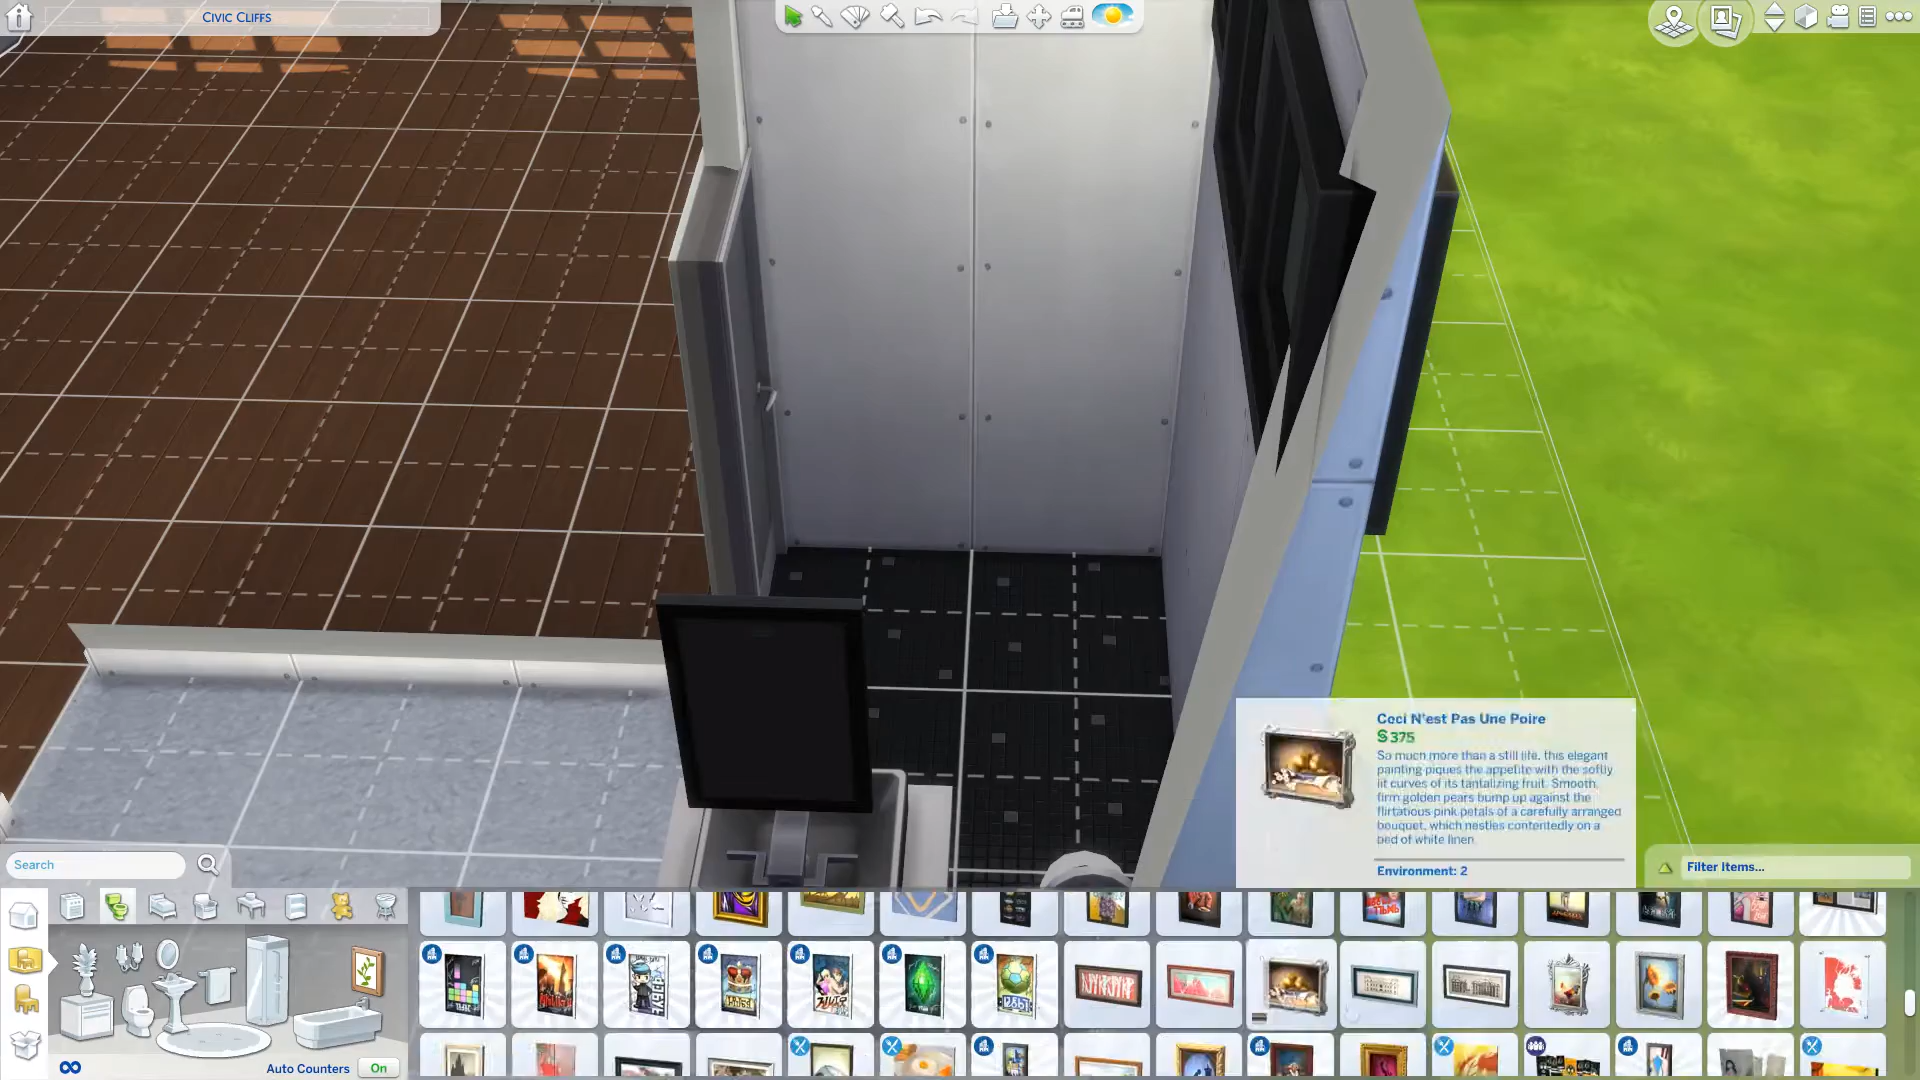 CIVIC CLIFFS
Ceci N'est Pas Une Poire
§375
So much more than a still life, this elegant
painting piques the appetite with the softly
lit curves of its tantalizing fruit. Smooth,
firm golden pears bump up against the
flirtatious pink petals of a carefully arranged
bouquet, which nestles contentedly on a
bed of white linen.
Environment: 2
Search
Filter Items...
Auto Counters
On